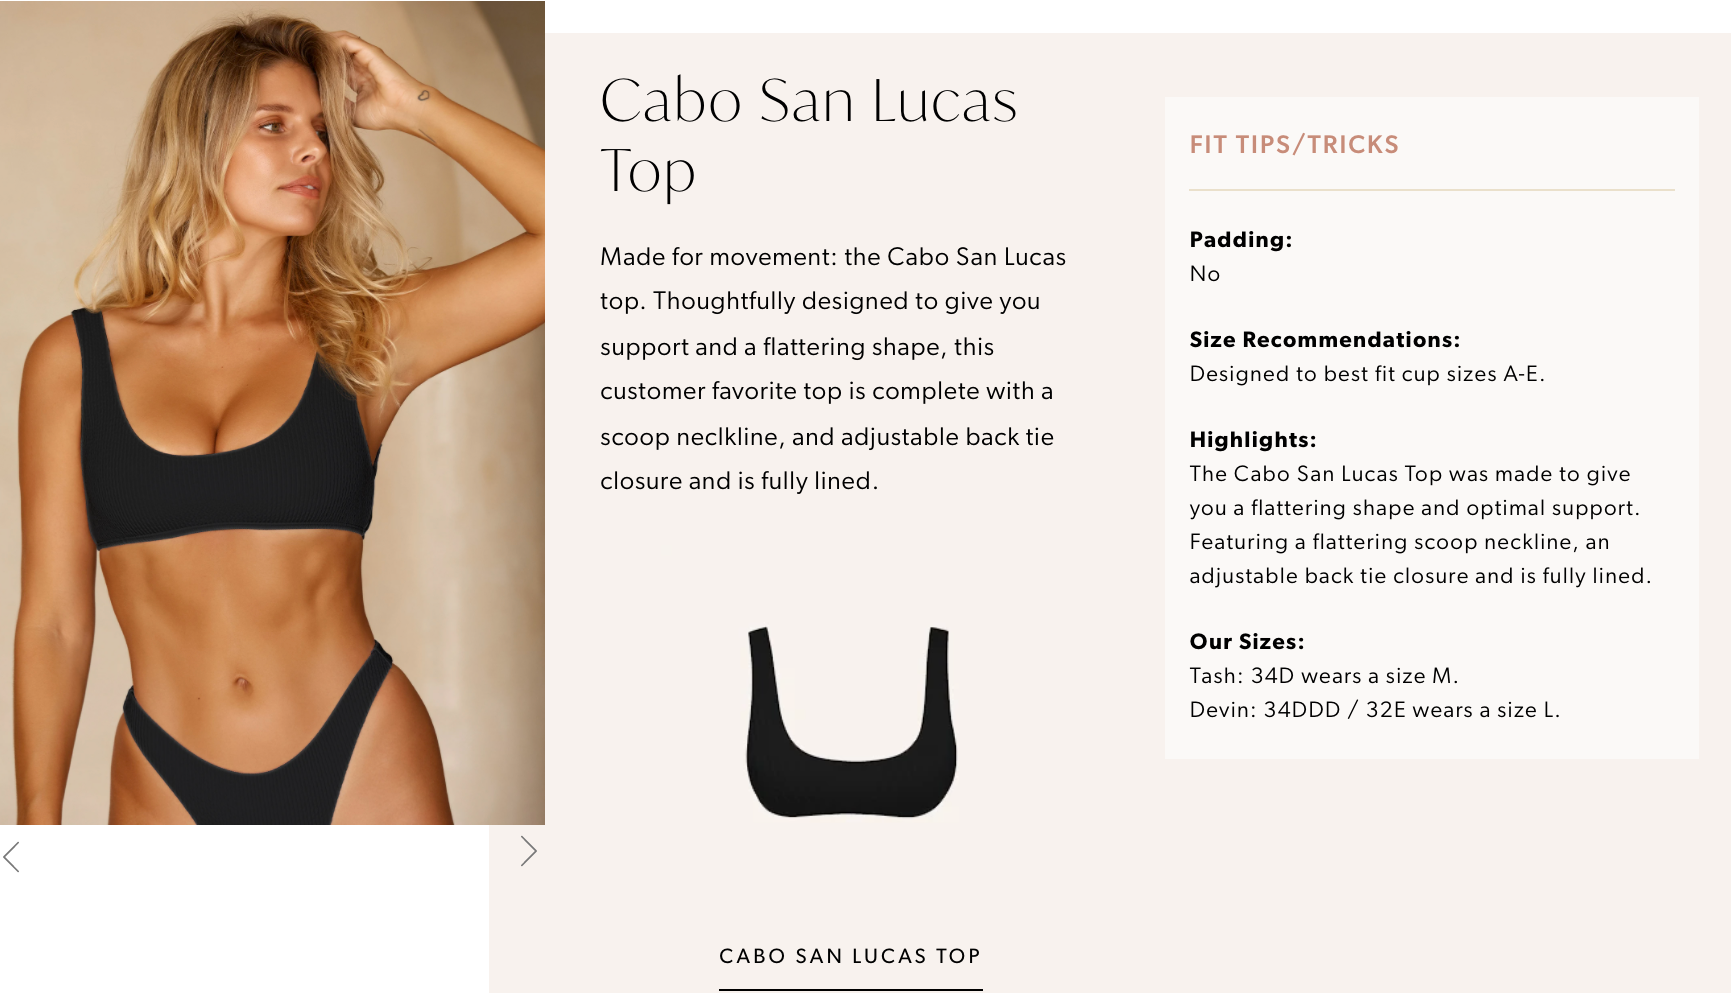 Cabo San Lucas
Top
Made for movement: the Cabo San Lucas
top. Thoughtfully designed to give you
support and a flattering shape, this
customer favorite top is complete with a
scoop neclkline, and adjustable back tie
closure and is fully lined.
CABO SAN LUCAS TOP
FIT TIPS/TRICKS
Padding:
No
Size Recommendations:
Designed to best fit cup sizes A-E.
Highlights:
The Cabo San Lucas Top was made to give
you a flattering shape and optimal support.
Featuring a flattering scoop neckline, an
adjustable back tie closure and is fully lined.
Our Sizes:
Tash: 34D wears a size M.
Devin: 34DDD / 32E wears a size L.